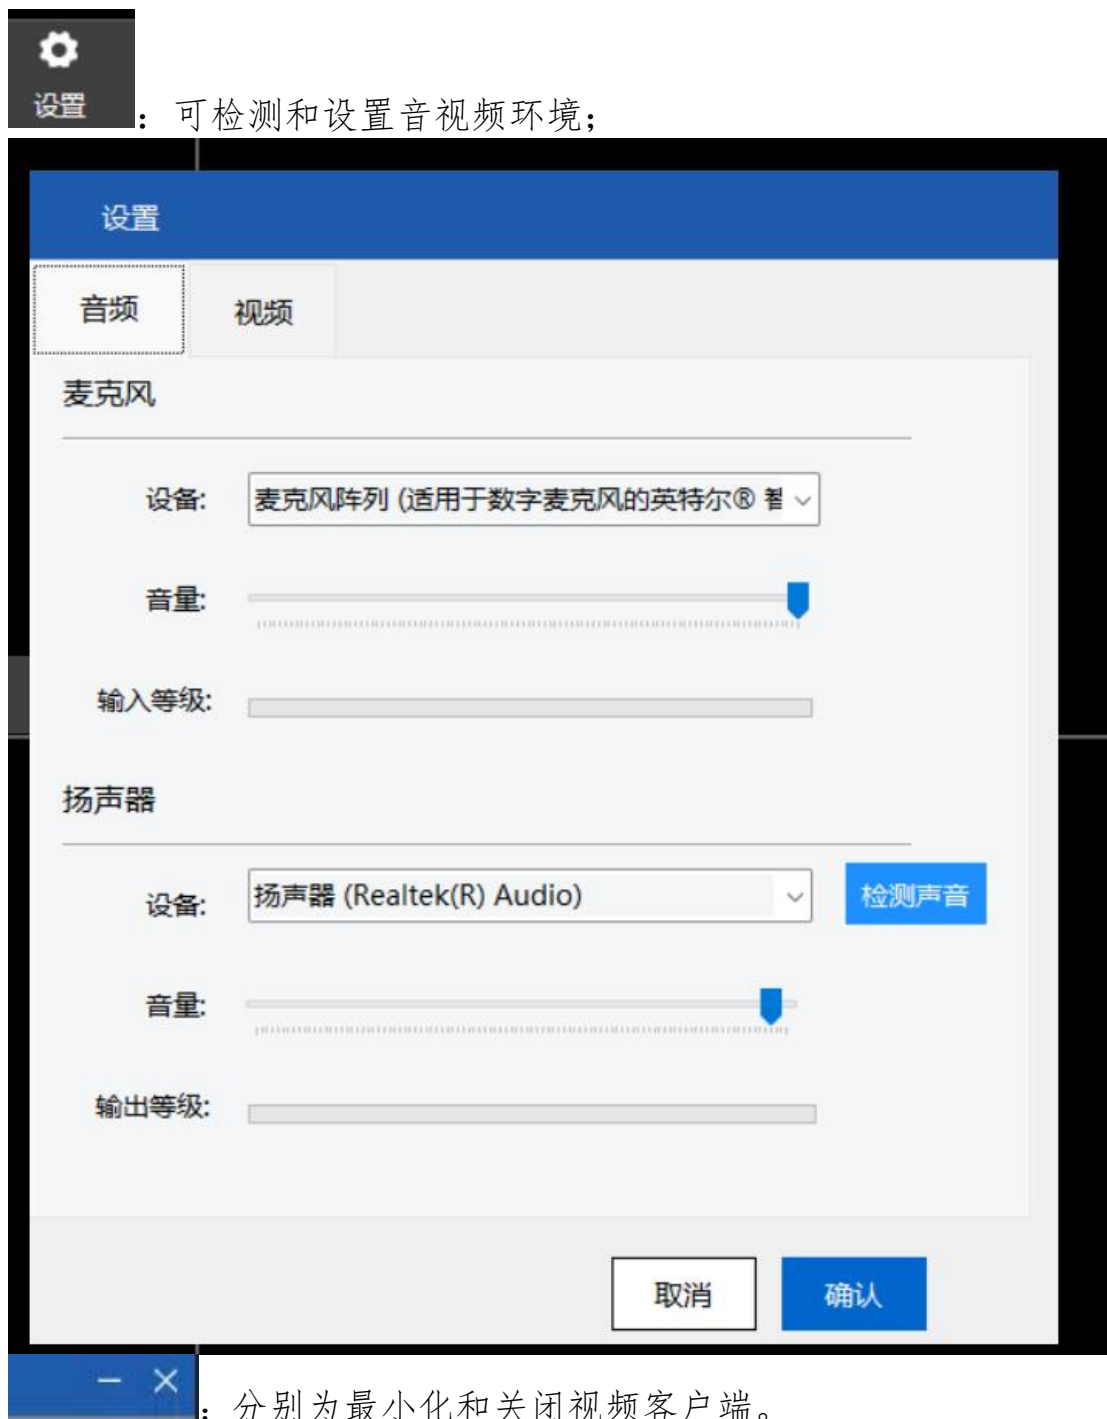 设置
：可检测和设置音视频环境；
设置
音频 视频
麦克风
设备: 麦克风阵列 (适用于数字麦克风的英特尔®
音量:
输入等级:
扬声器
设备: 扬声器 (Realtek(R) Audio) 检测声音
音量:
输出等级:
取消 确认
：分别为最小化和关闭视频客户端。